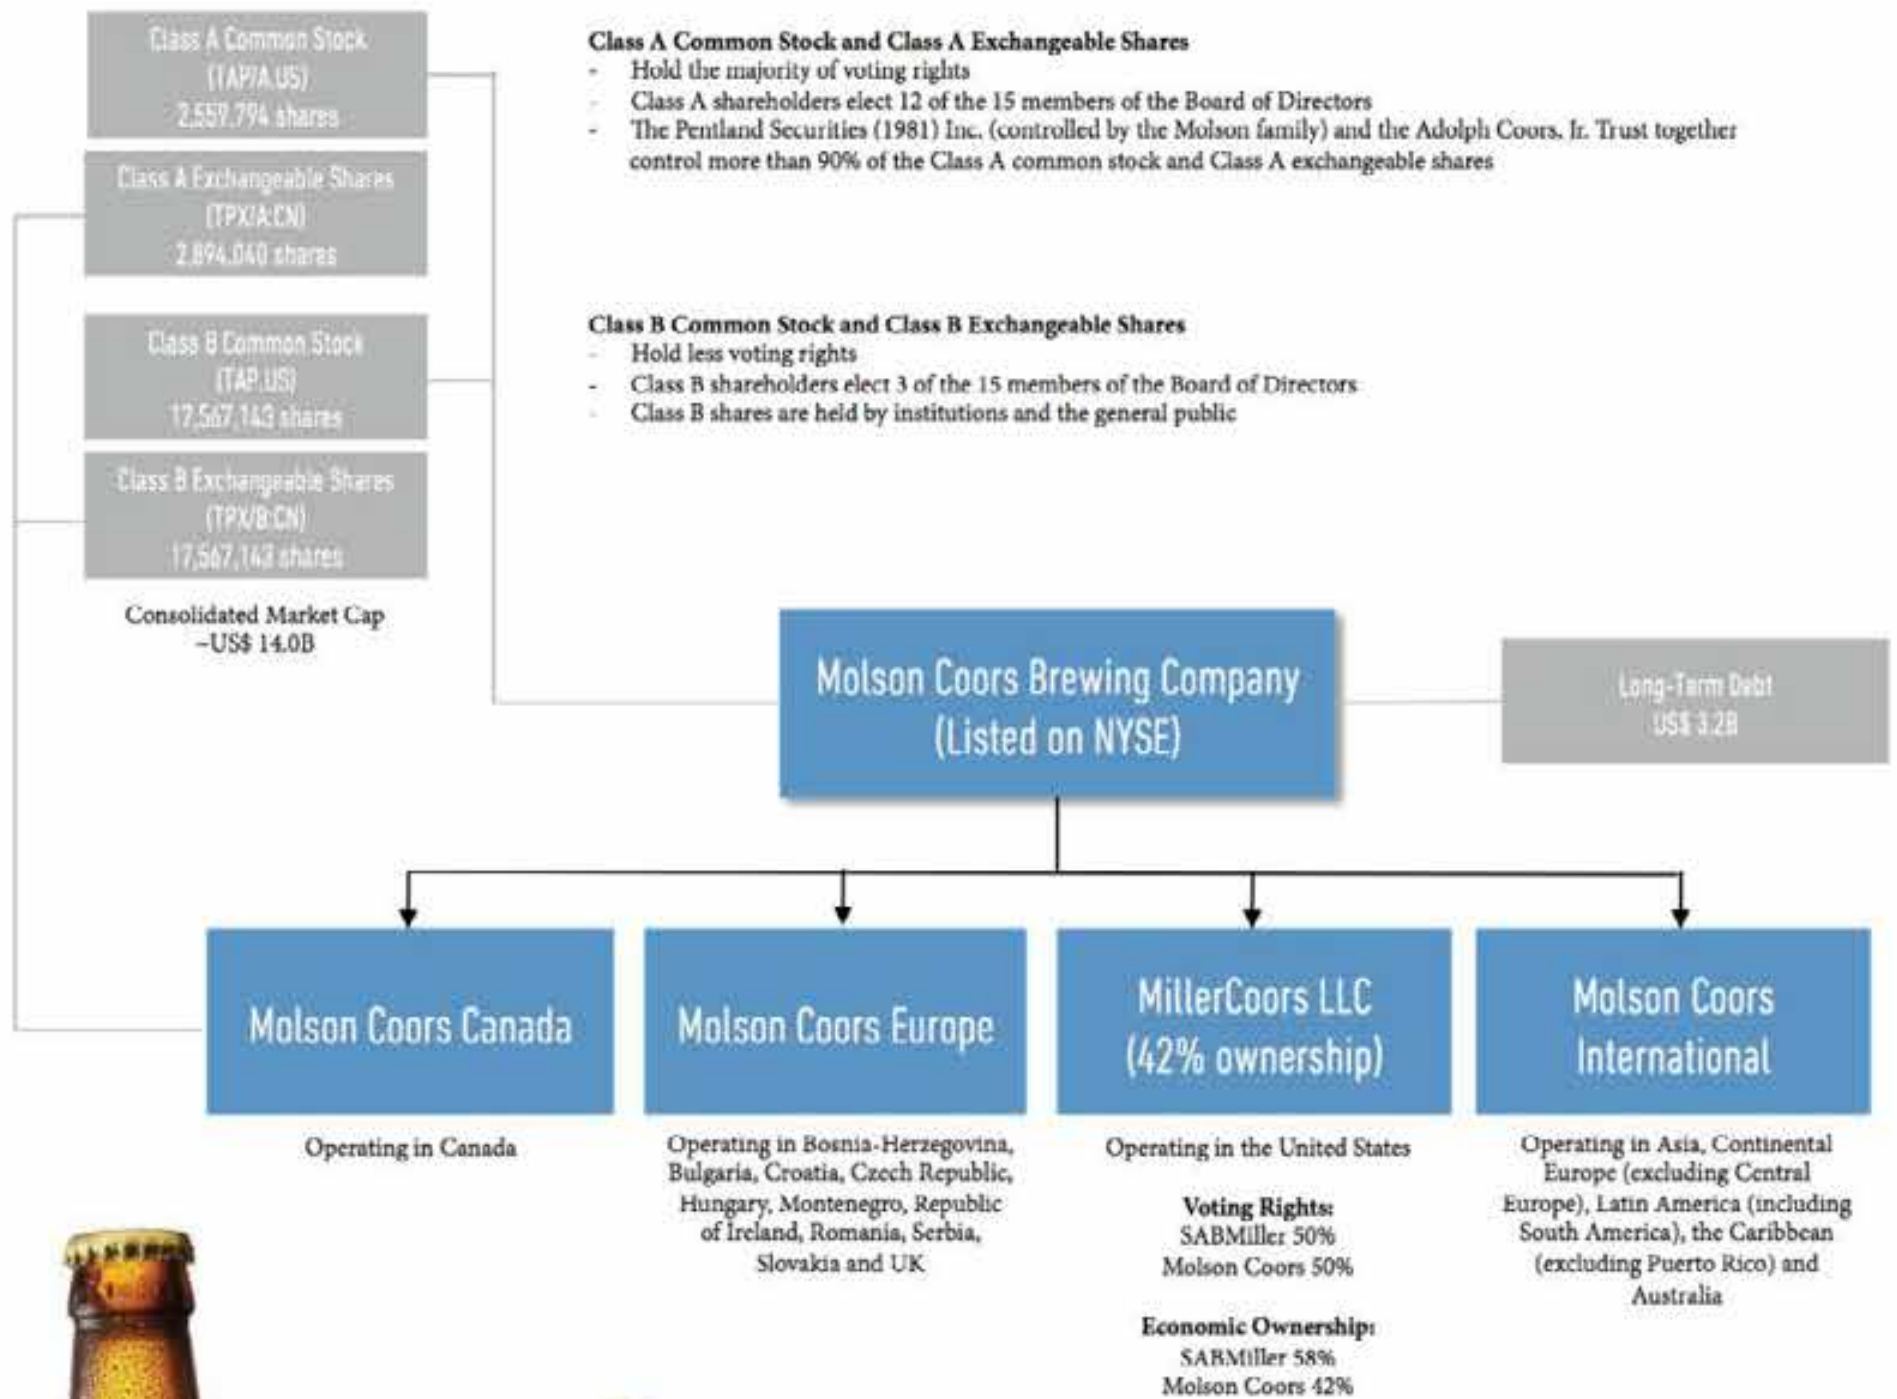 Class A Common Stock
(TAP/A.US)
2,559,794 shares
Class A Exchangeable Shares
(TPX/A:CN)
2,894,040 shares
Class B Common Stock
(TAP.US)
17,567,143 shares
Class B Exchangeable Shares
(TPX/B:CN)
17,567,143 shares
Consolidated Market Cap
~US$ 14.0B
Class A Common Stock and Class A Exchangeable Shares
- Hold the majority of voting rights
- Class A shareholders elect 12 of the 15 members of the Board of Directors
- The Pentland Securities (1981) Inc. (controlled by the Molson family) and the Adolph Coors, Jr. Trust together
control more than 90% of the Class A common stock and Class A exchangeable shares
Class B Common Stock and Class B Exchangeable Shares
- Hold less voting rights
- Class B shareholders elect 3 of the 15 members of the Board of Directors
- Class B shares are held by institutions and the general public
Molson Coors Brewing Company
(Listed on NYSE)
Long-Term Debt
US$ 3.2B
Molson Coors Canada
Operating in Canada
Molson Coors Europe
Operating in Bosnia-Herzegovina,
Bulgaria, Croatia, Czech Republic,
Hungary, Montenegro, Republic
of Ireland, Romania, Serbia,
Slovakia and UK
MillerCoors LLC
(42% ownership)
Operating in the United States
Voting Rights:
SABMiller 50%
Molson Coors 50%
Economic Ownership:
SABMiller 58%
Molson Coors 42%
Molson Coors
International
Operating in Asia, Continental
Europe (excluding Central
Europe), Latin America (including
South America), the Caribbean
(excluding Puerto Rico) and
Australia